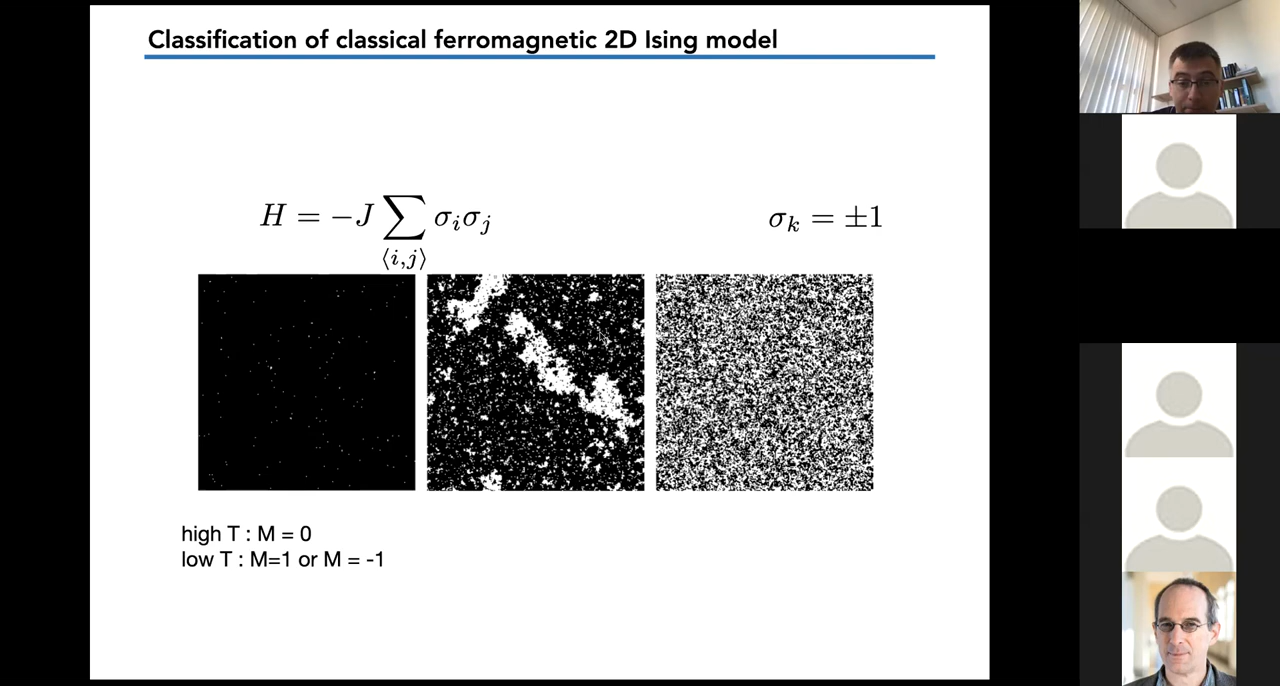 Classification of classical ferromagnetic 2D Ising model
H = −J ∑ σᵢσⱼ σₖ = ±1
⟨i,j⟩
high T : M = 0
low T : M=1 or M = -1